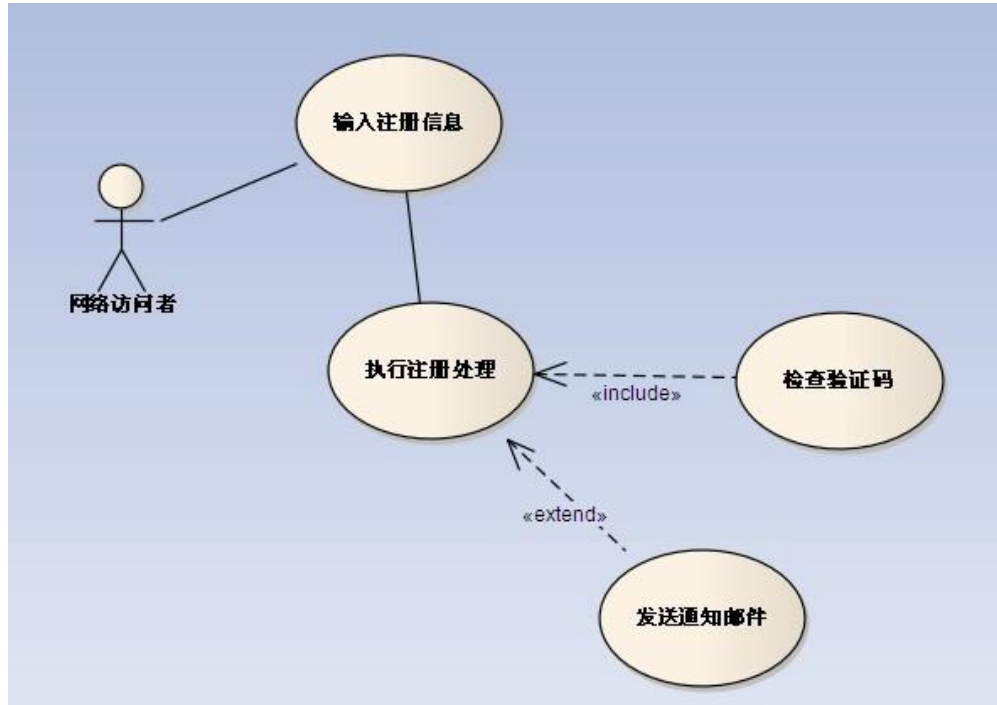 输入注册信息
网络访问者
执行注册处理
检查验证码
«include»
«extend»
发送通知邮件